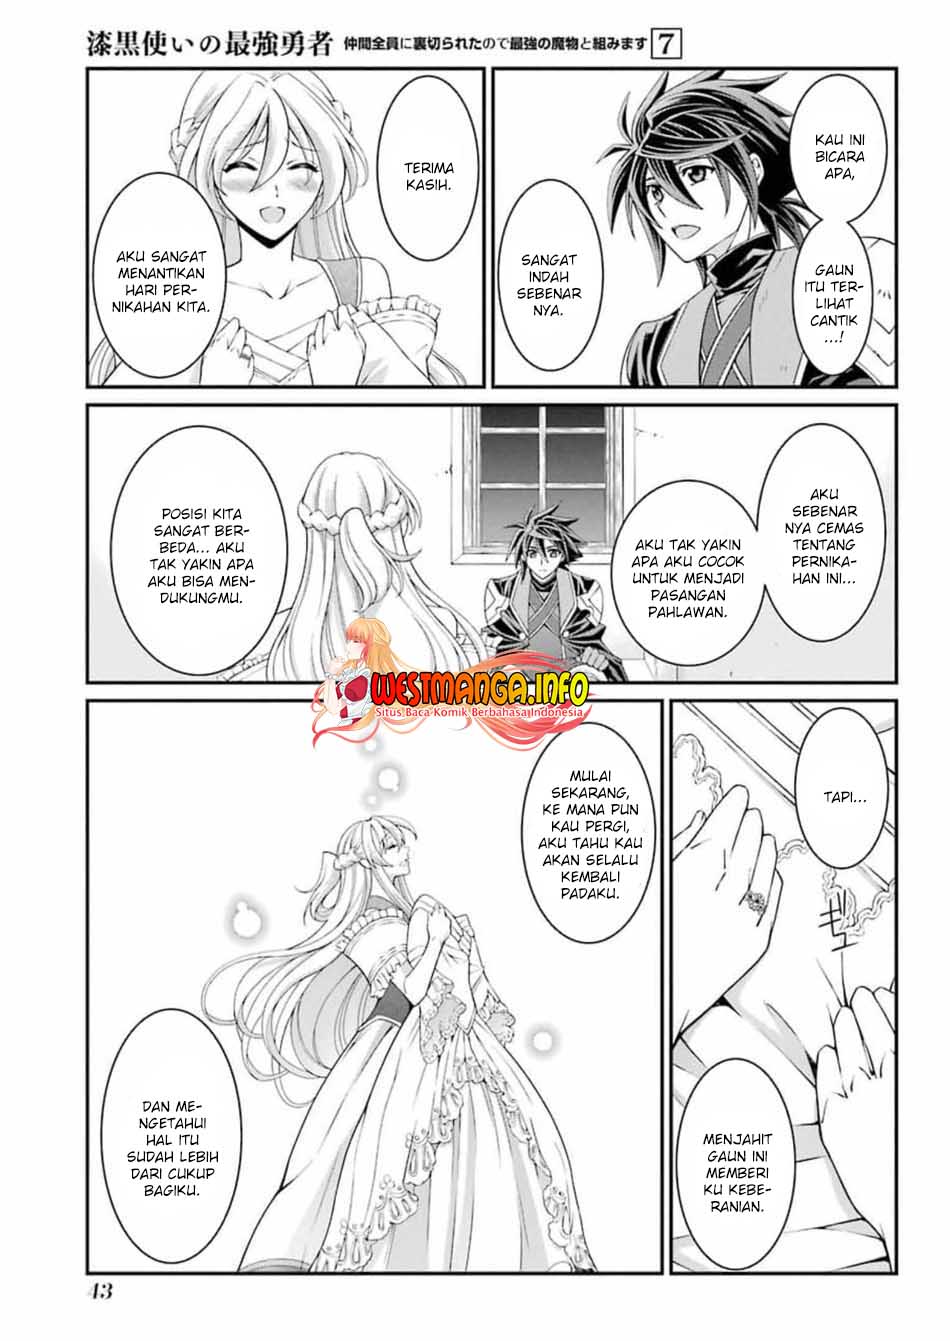 漆黒使いの最強勇者 仲間全員に裏切られたので最強の魔物と組みます 7
KAU INI
BICARA
APA,
GAUN
ITU TER-
LIHAT
CANTIK
...!
SANGAT
INDAH
SEBENAR
NYA.
TERIMA
KASIH.
AKU SANGAT
MENANTIKAN
HARI PER-
NIKAHAN KITA.
AKU
SEBENAR
NYA CEMAS
TENTANG
PERNIKA-
HAN INI...
AKU TAK YAKIN
APA AKU COCOK
UNTUK MENJADI
PASANGAN
PAHLAWAN.
POSISI KITA
SANGAT BER-
BEDA... AKU
TAK YAKIN APA
AKU BISA MEN-
DUKUNGMU.
WESTMANGA.INFO
Situs Baca Komik Berbahasa Indonesia
TAPI...
ギュ
MENJAHIT
GAUN INI
MEMBERI
KU KEBE-
RANIAN.
MULAI
SEKARANG,
KE MANA PUN
KAU PERGI,
AKU TAHU KAU
AKAN SELALU
KEMBALI
PADAKU.
DAN ME-
NGETAHUI
HAL ITU
SUDAH LEBIH
DARI CUKUP
BAGIKU.
43